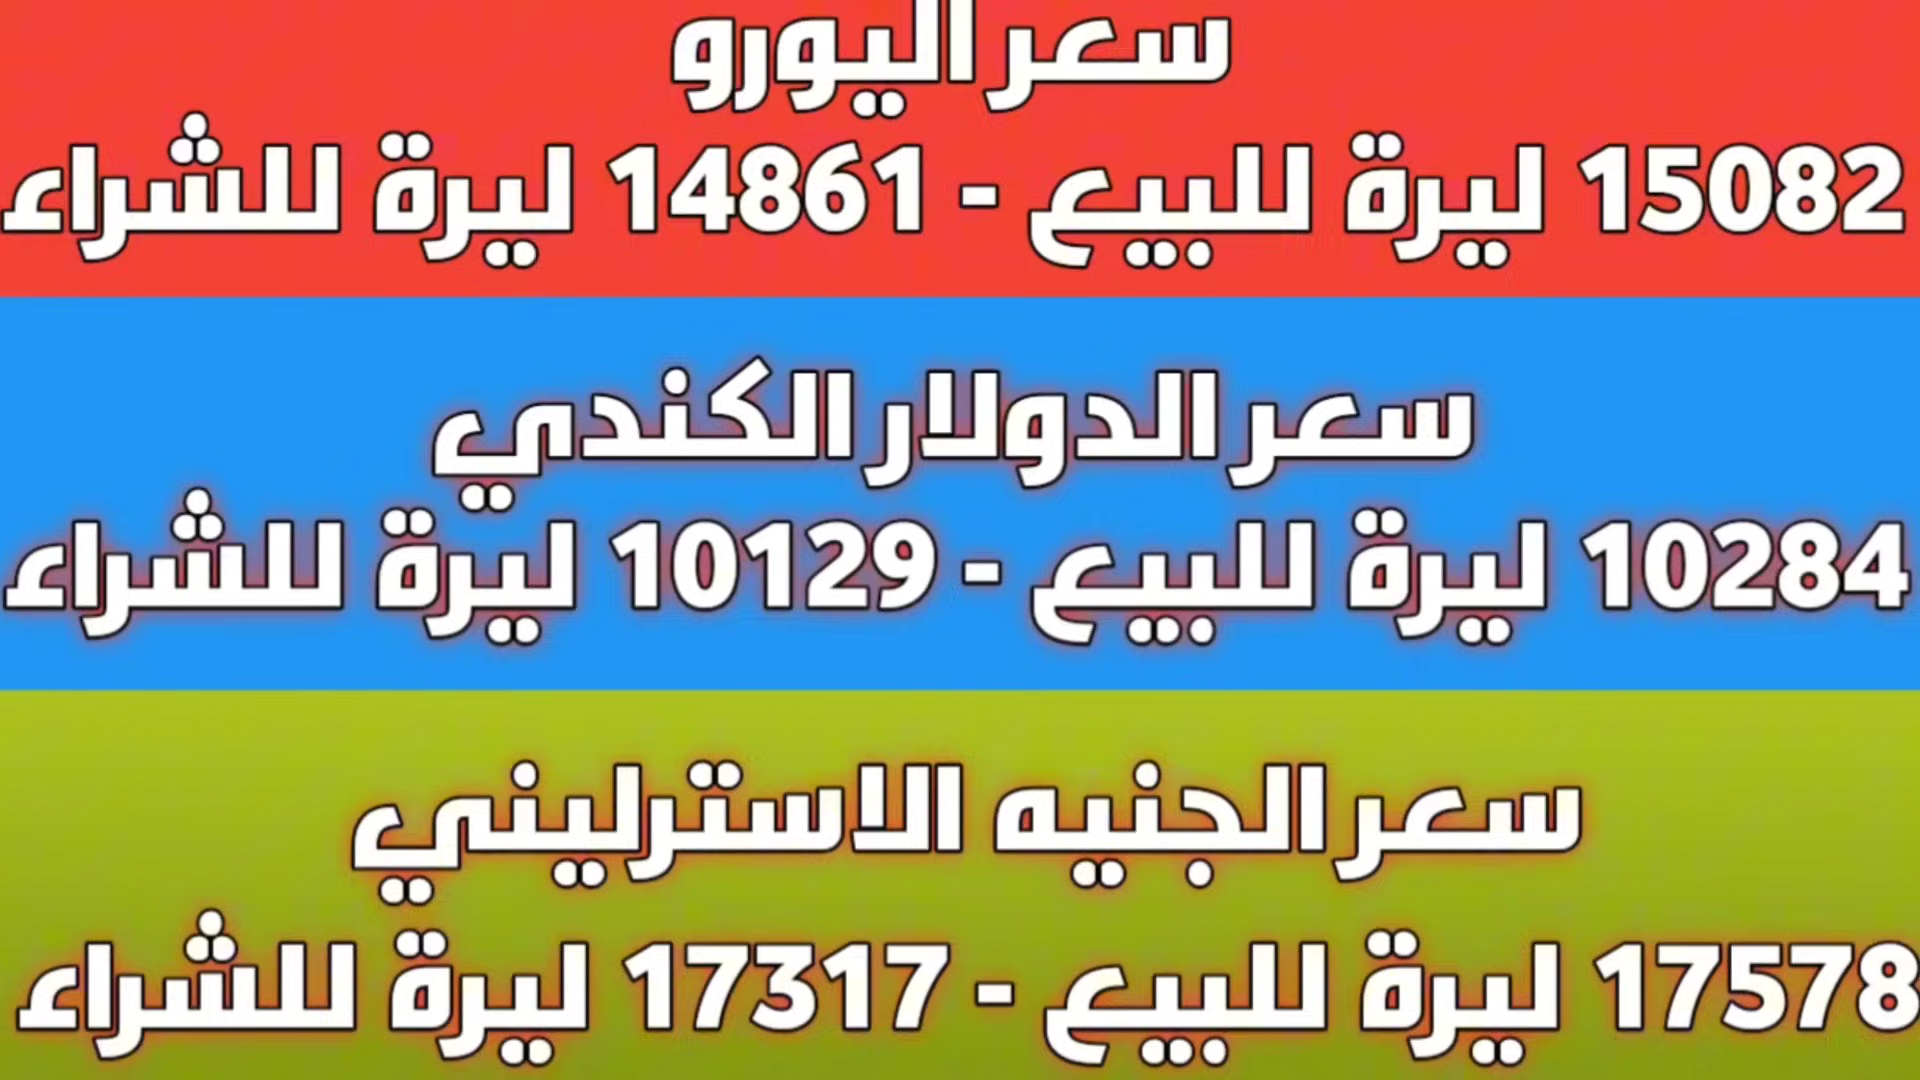 سعر اليورو
15082 ليرة للبيع - 14861 ليرة للشراء
سعر الدولار الكندي
10284 ليرة للبيع - 10129 ليرة للشراء
سعر الجنيه الاسترليني
17578 ليرة للبيع - 17317 ليرة للشراء